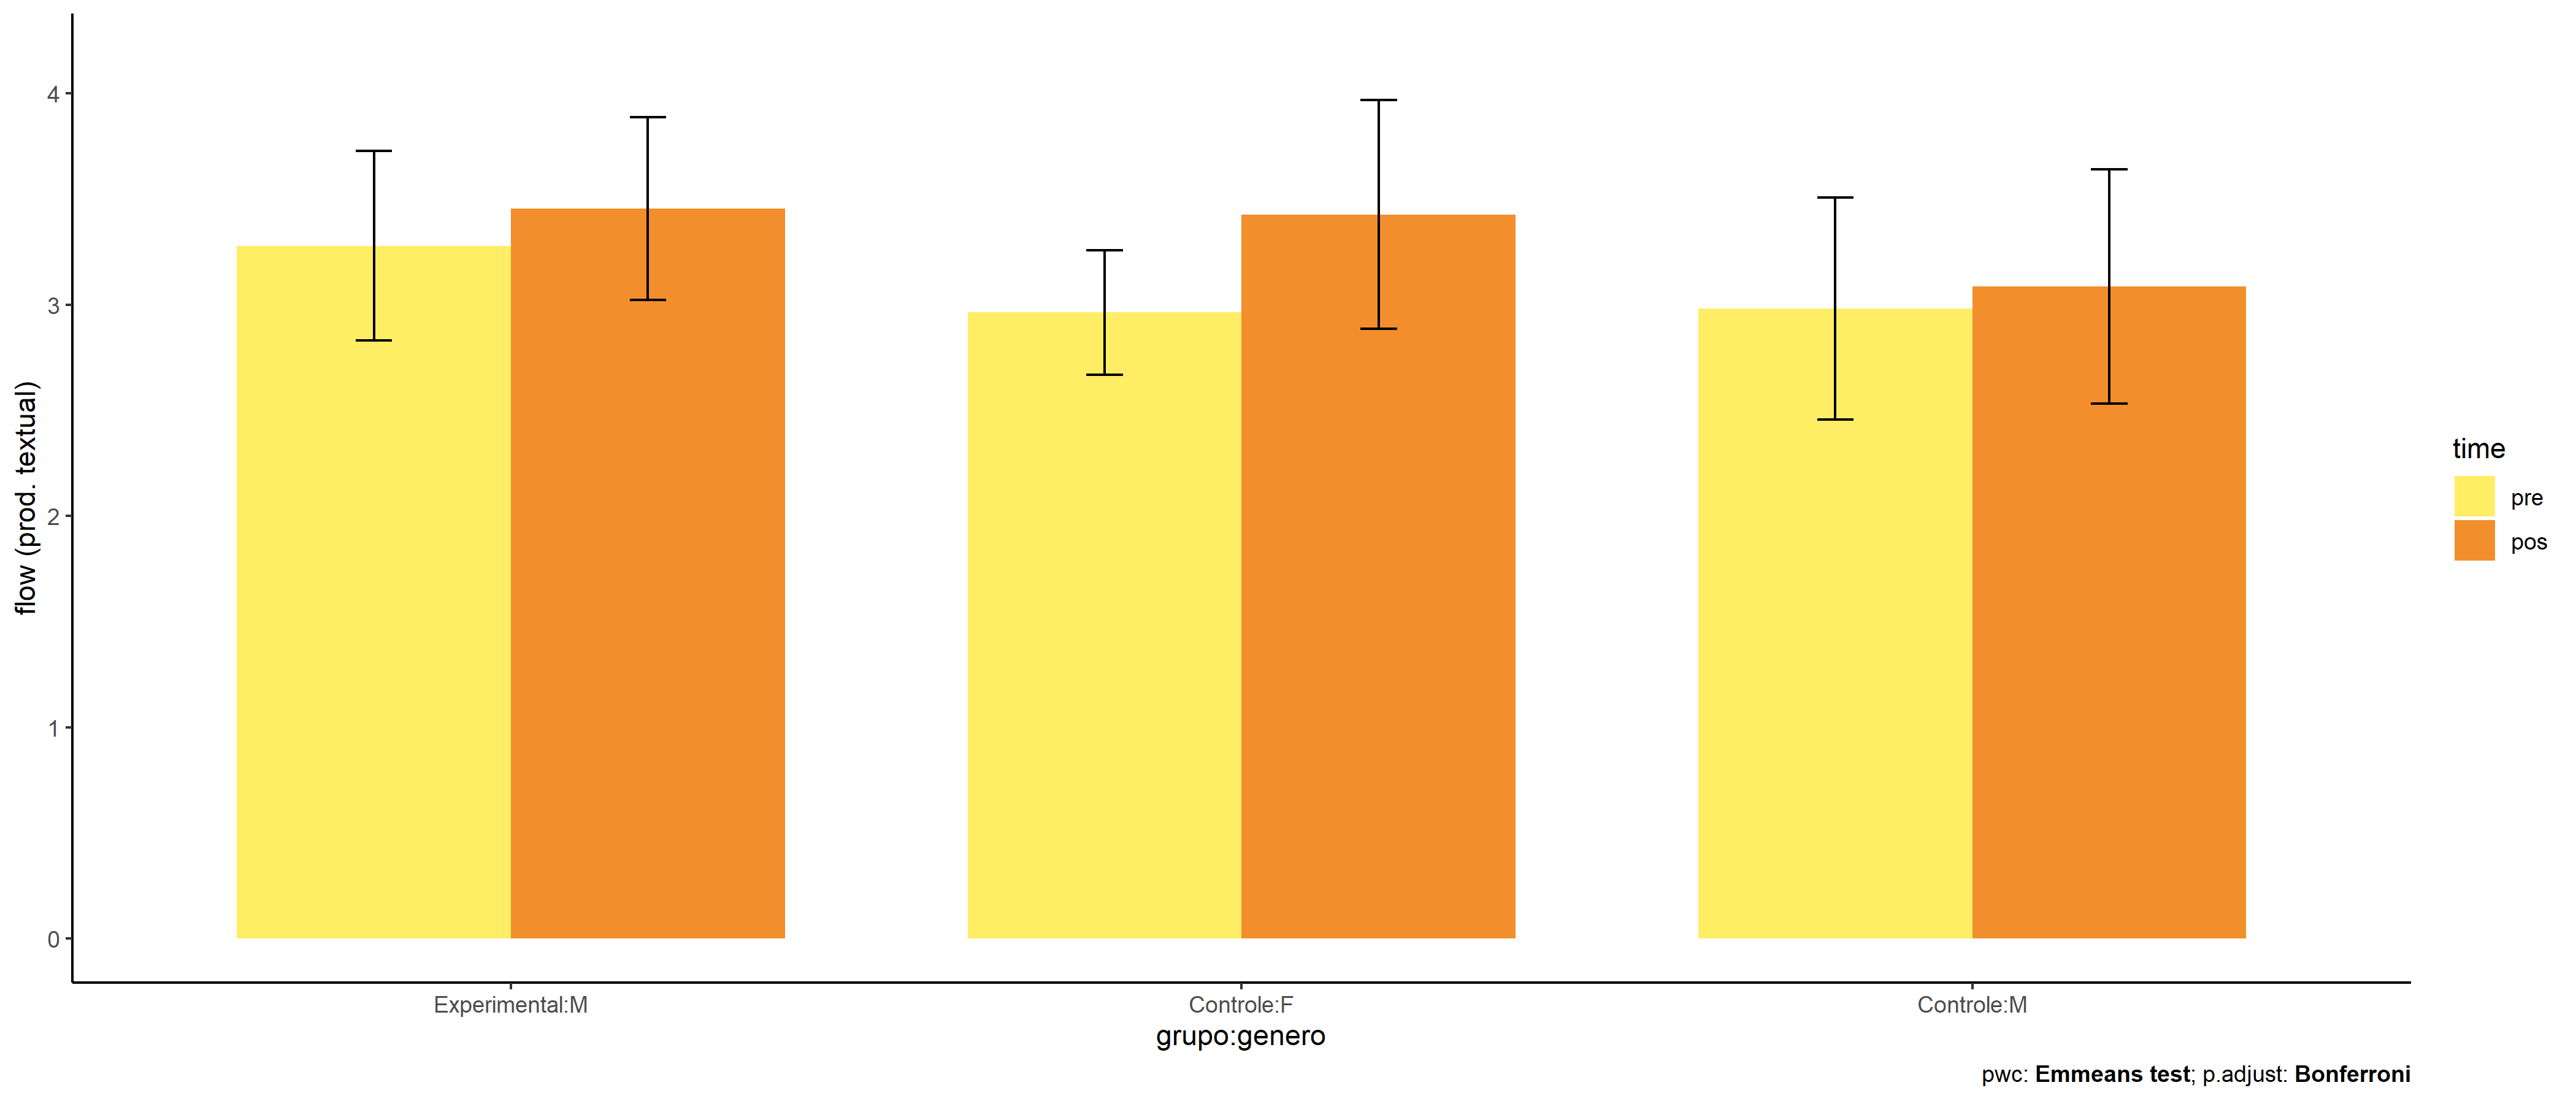 flow (prod. textual)
4
3
2
1
0
Experimental:M
Controle:F
Controle:M
grupo:genero
time
pre
pos
pwc: Emmeans test; p.adjust: Bonferroni